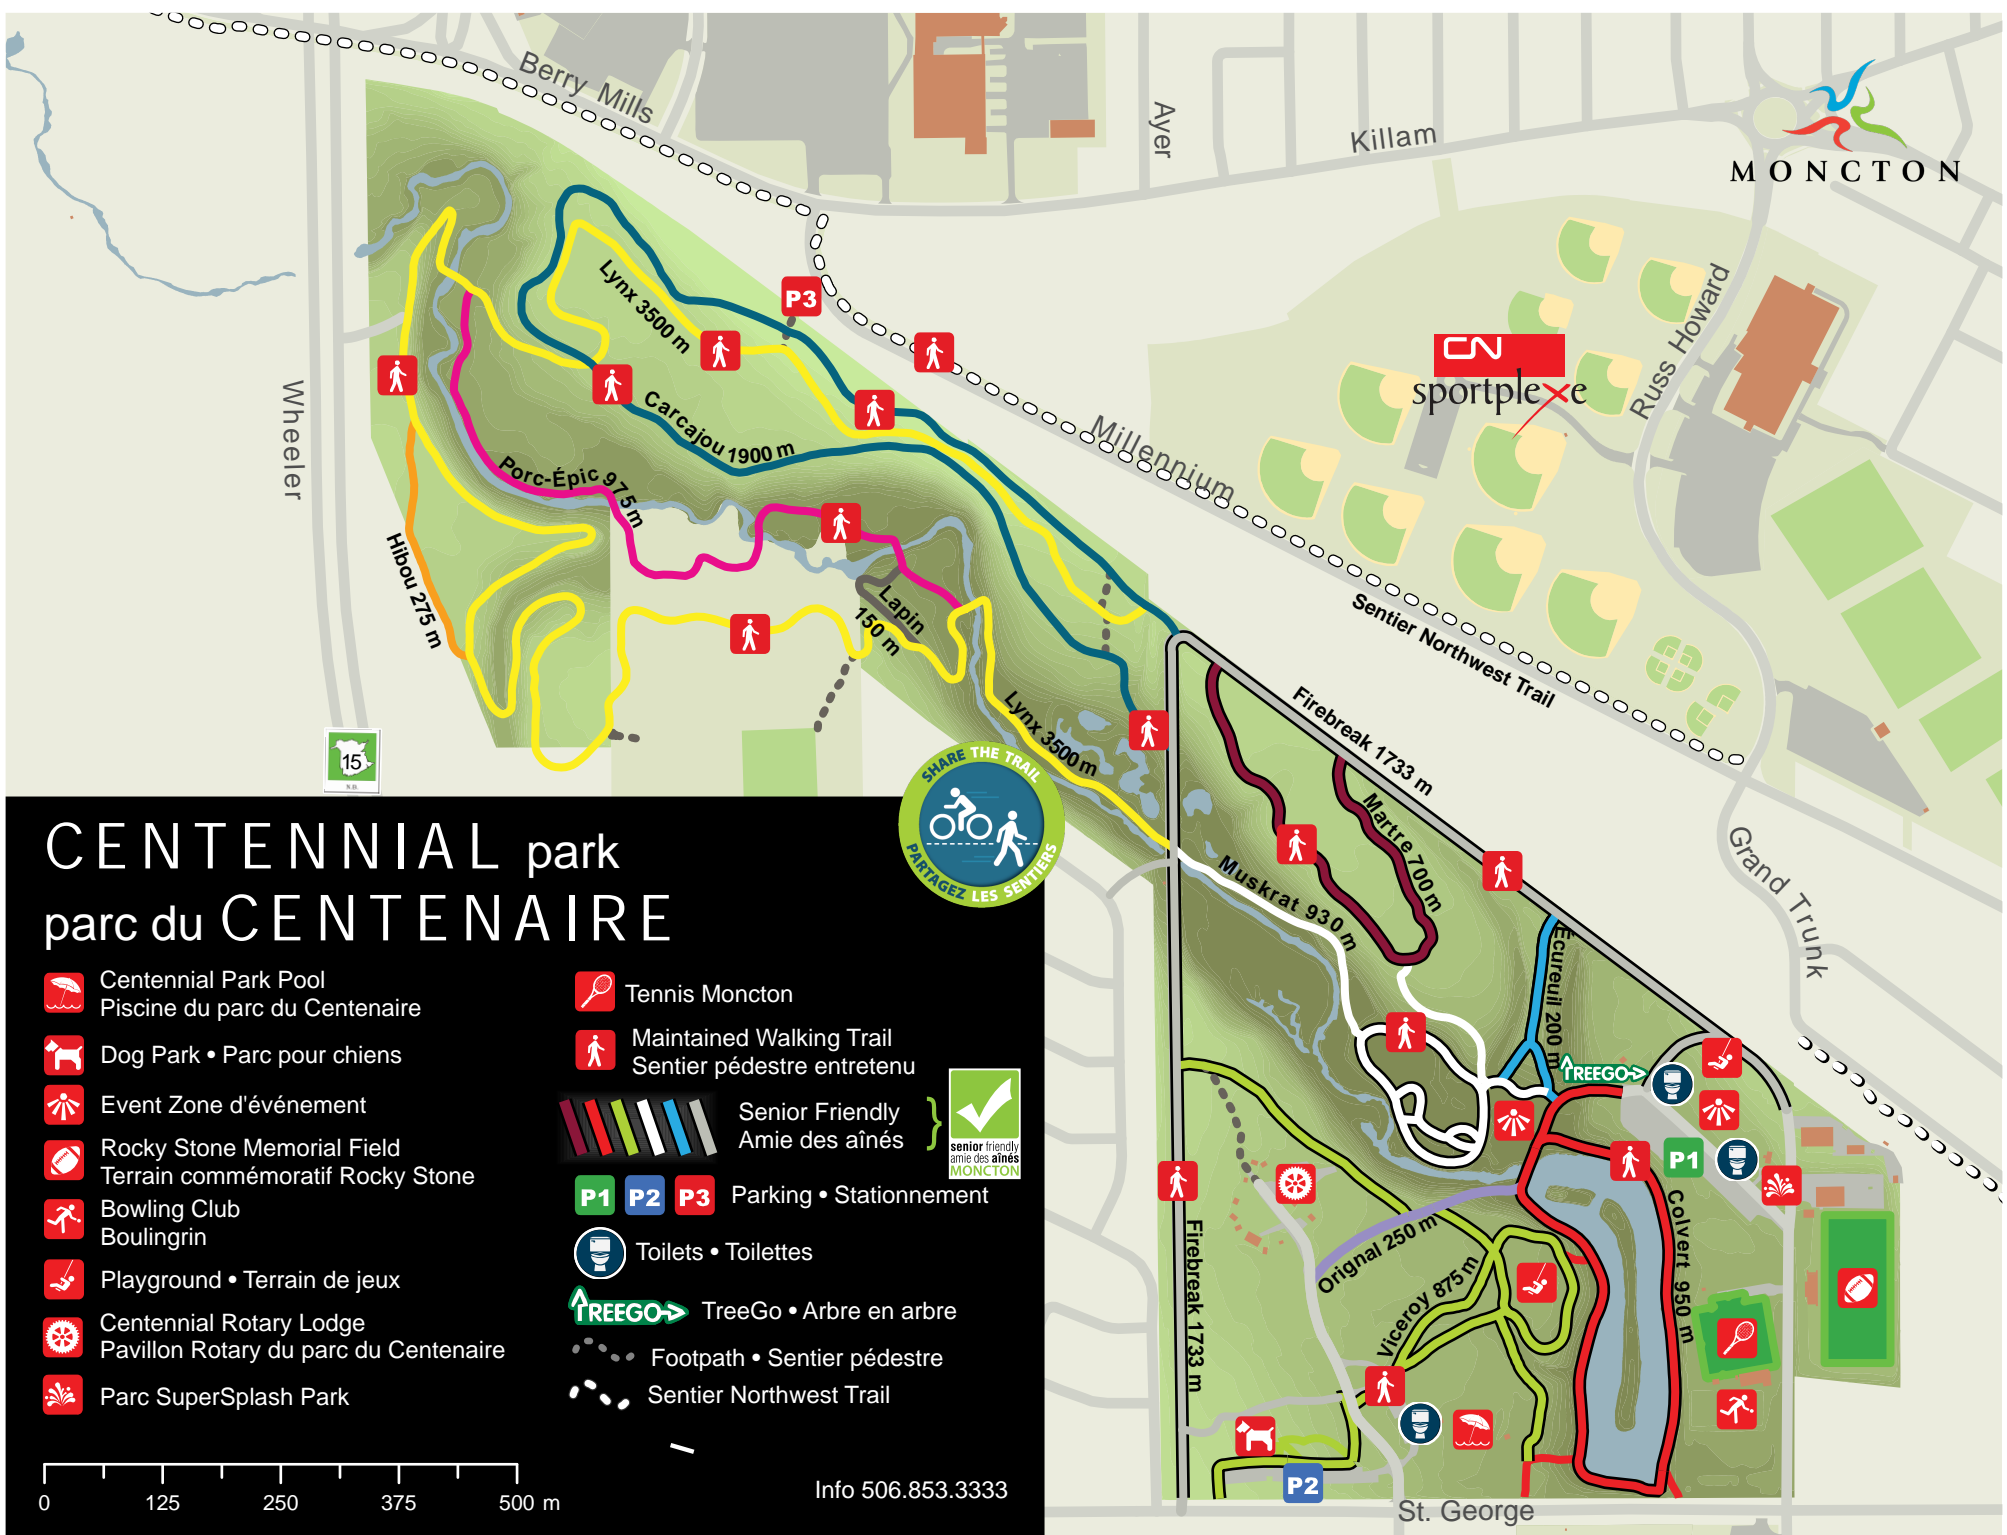 Berry Mills
Ayer
Killam
MONCTON
Russ Howard
CN
sportplexe
P3
Lynx 3500 m
Carcajou 1900 m
Wheeler
Porc-Épic 975 m
Millennium
Hibou 275 m
Lapin
150 m
Sentier Northwest Trail
Lynx 3500 m
Firebreak 1733 m
15
N.B.
SHARE THE TRAIL
PARTAGEZ LES SENTIERS
Martre 700 m
Muskrat 930 m
Grand Trunk
Écureuil 200 m
TREEGO
P1
Colvert 950 m
Orignal 250 m
Viceroy 875 m
Firebreak 1733 m
P2
St. George
CENTENNIAL park
parc du CENTENAIRE
Centennial Park Pool
Piscine du parc du Centenaire
Dog Park • Parc pour chiens
Event Zone d'événement
Rocky Stone Memorial Field
Terrain commémoratif Rocky Stone
Bowling Club
Boulingrin
Playground • Terrain de jeux
Centennial Rotary Lodge
Pavillon Rotary du parc du Centenaire
Parc SuperSplash Park
Tennis Moncton
Maintained Walking Trail
Sentier pédestre entretenu
Senior Friendly
Amie des aînés
senior friendly
amie des aînés
MONCTON
P1 P2 P3 Parking • Stationnement
Toilets • Toilettes
TREEGO TreeGo • Arbre en arbre
Footpath • Sentier pédestre
Sentier Northwest Trail
0 125 250 375 500 m
Info 506.853.3333